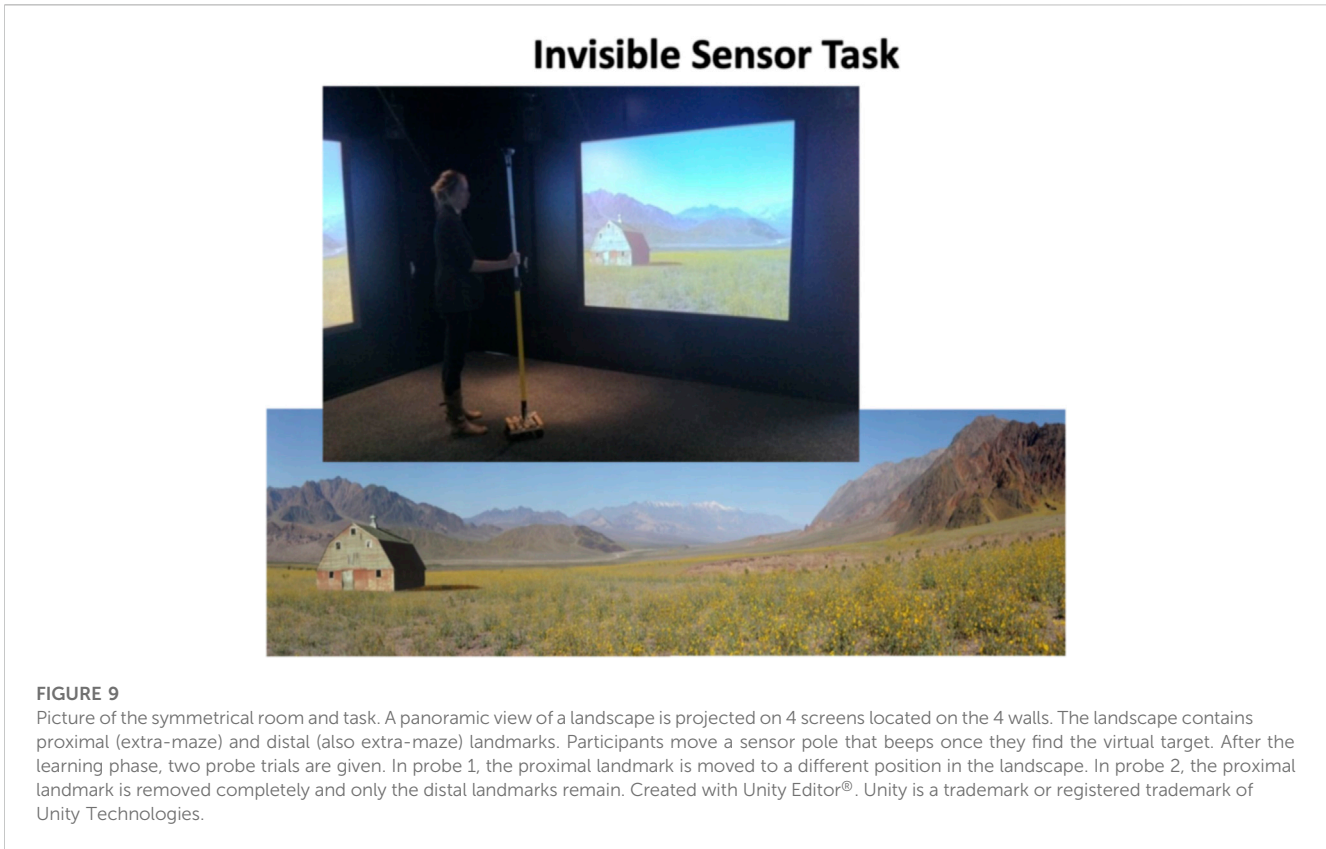 Invisible Sensor Task
FIGURE 9
Picture of the symmetrical room and task. A panoramic view of a landscape is projected on 4 screens located on the 4 walls. The landscape contains
proximal (extra-maze) and distal (also extra-maze) landmarks. Participants move a sensor pole that beeps once they find the virtual target. After the
learning phase, two probe trials are given. In probe 1, the proximal landmark is moved to a different position in the landscape. In probe 2, the proximal
landmark is removed completely and only the distal landmarks remain. Created with Unity Editor®. Unity is a trademark or registered trademark of
Unity Technologies.